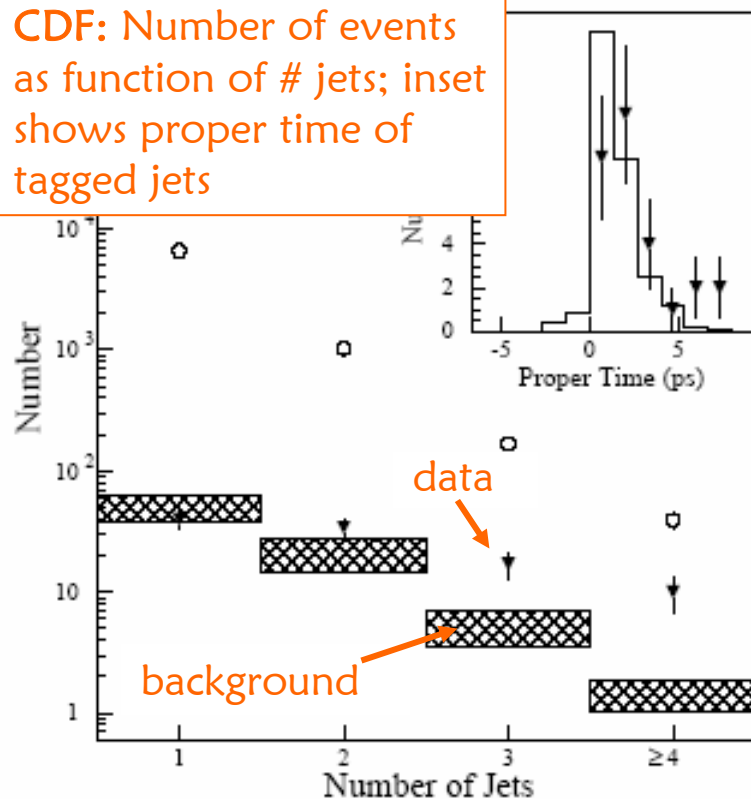 CDF: Number of events
as function of # jets; inset
shows proper time of
tagged jets
4
2
0
-5 0 5
Proper Time (ps)
Number
10
10³
10²
10
1
data
background
1 2 3 ≥4
Number of Jets